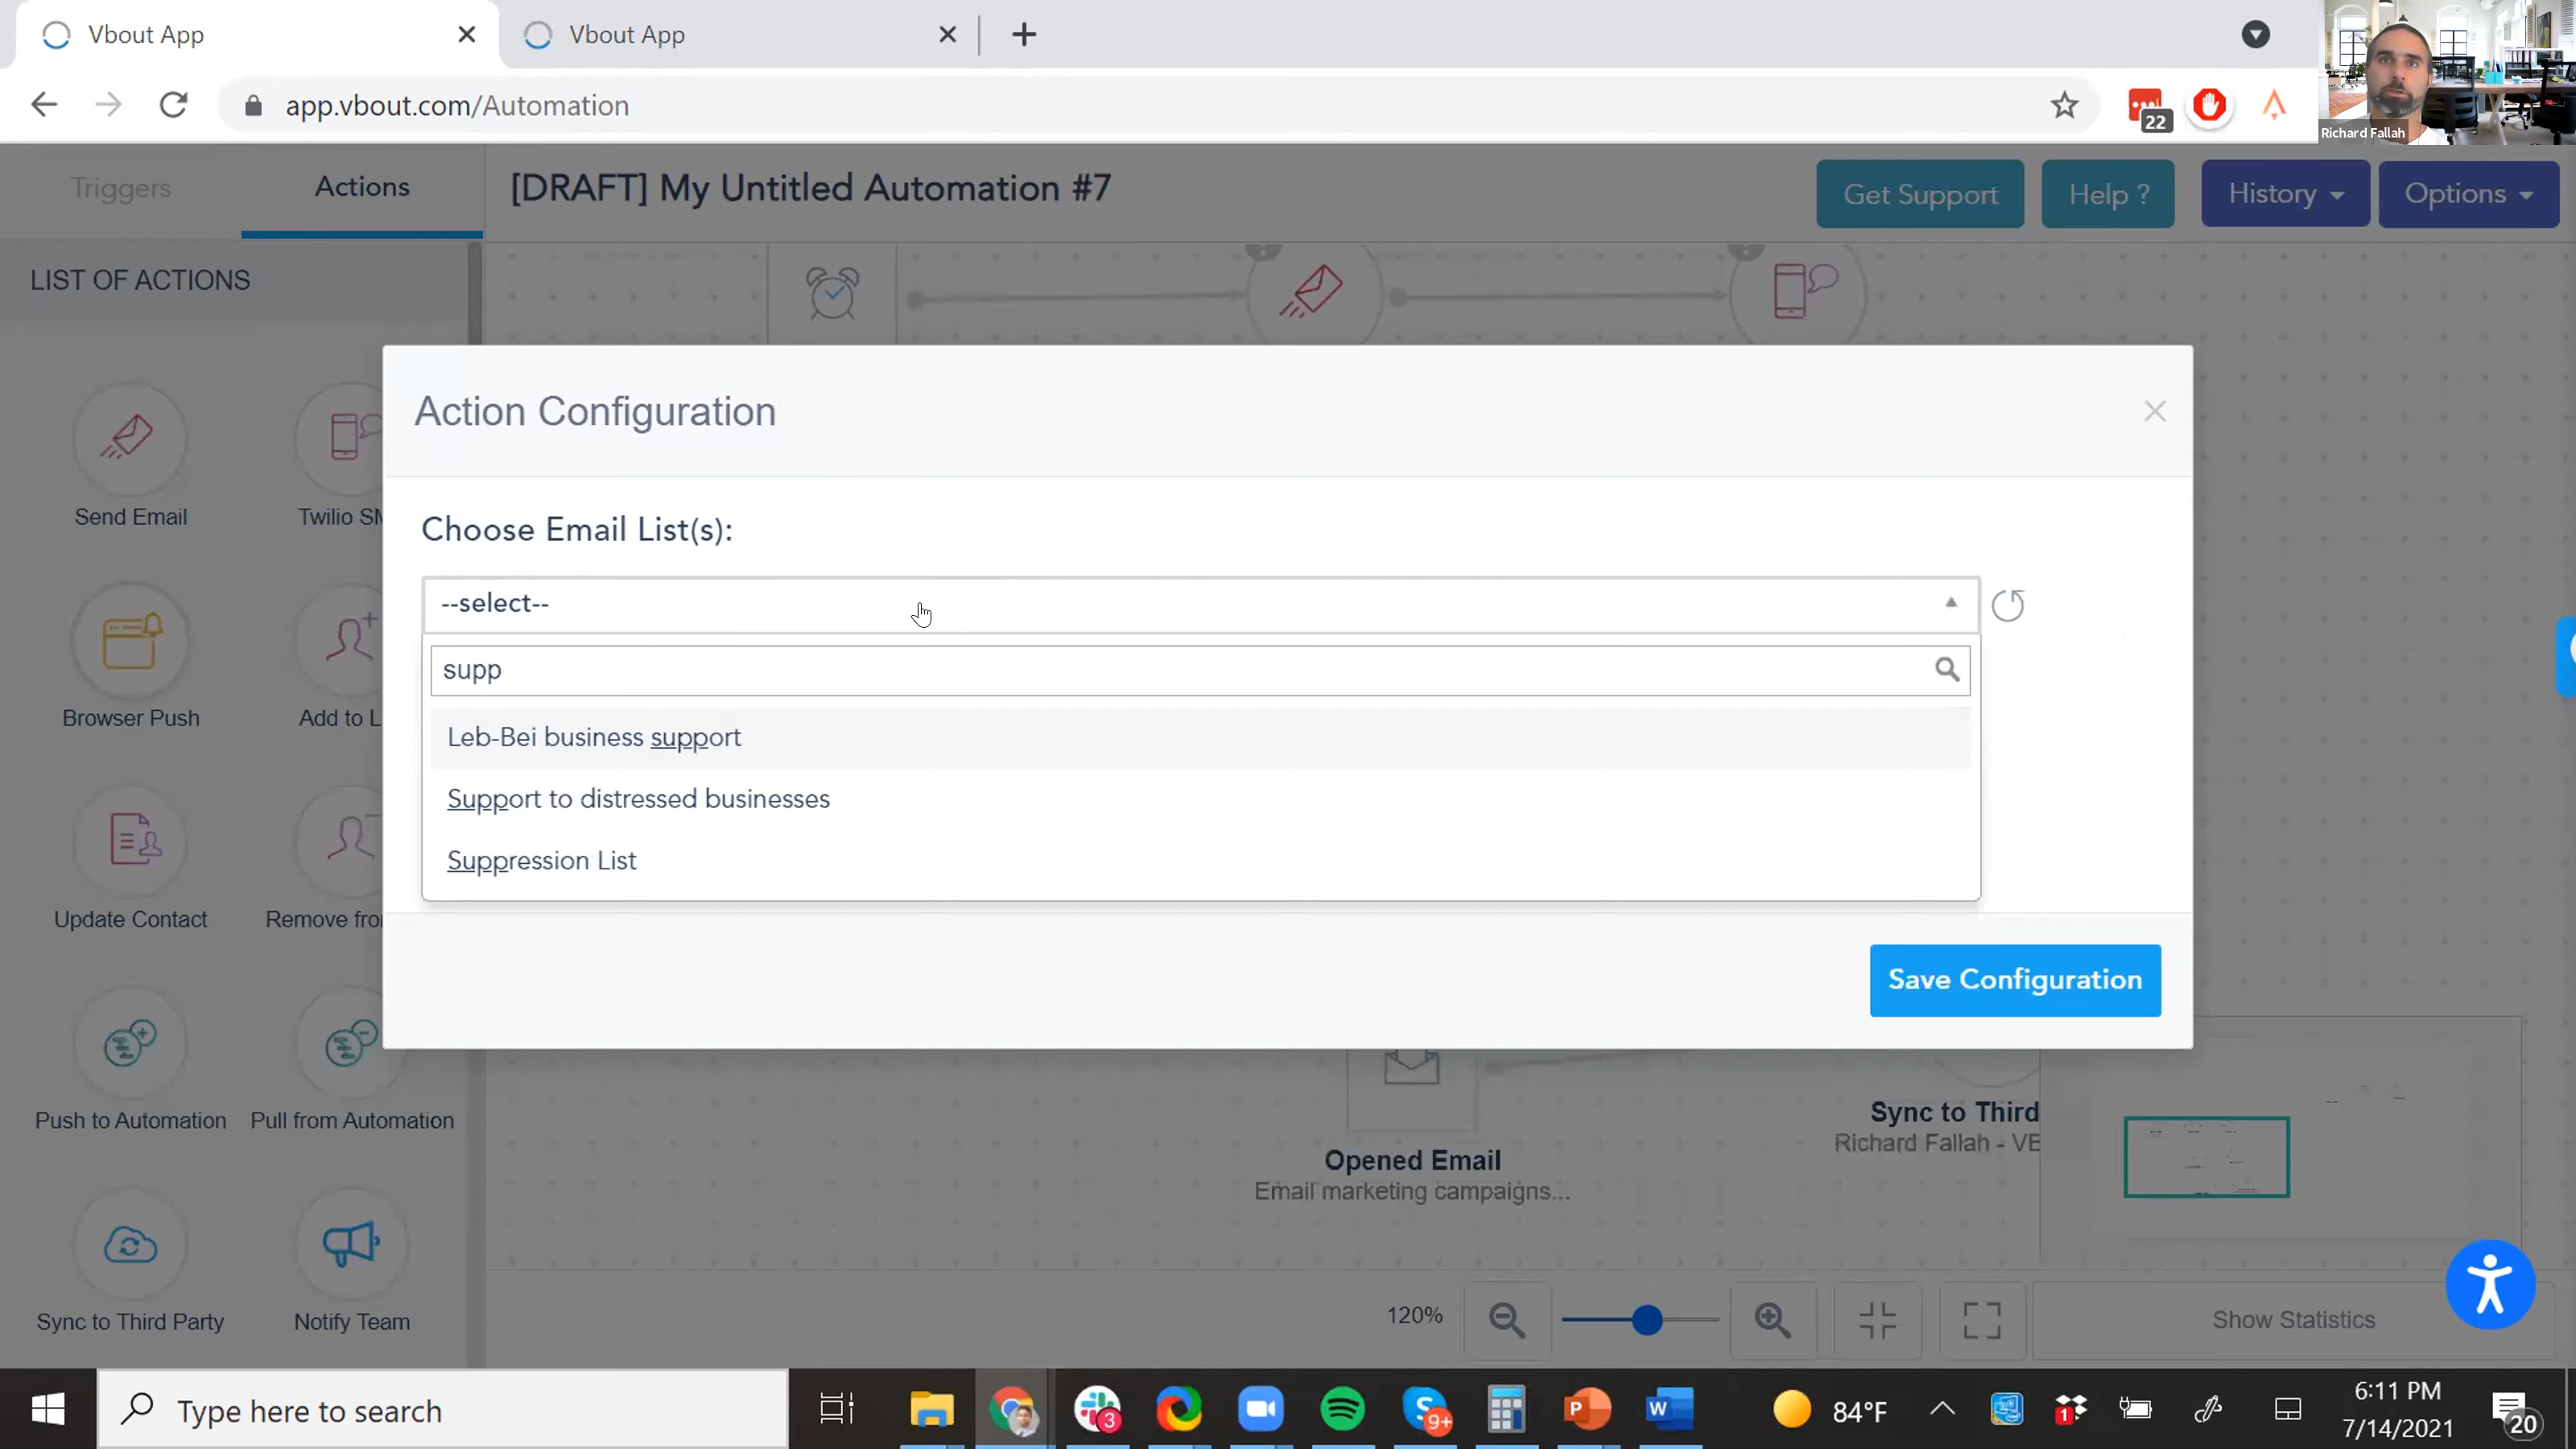 Vbout App
Vbout App
app.vbout.com/Automation
22
Richard Fallah
Triggers
Actions
[DRAFT] My Untitled Automation #7
Get Support
Help ?
History
Options
LIST OF ACTIONS
Send Email
Twilio SM
Browser Push
Add to L
Update Contact
Remove fro
Push to Automation
Pull from Automation
Sync to Third Party
Notify Team
Action Configuration
Choose Email List(s):
--select--
supp
Leb-Bei business support
Support to distressed businesses
Suppression List
Save Configuration
Opened Email
Email marketing campaigns...
Sync to Third
Richard Fallah - VE
120%
Show Statistics
Type here to search
3
9+
P
W
84°F
1
6:11 PM
7/14/2021
20